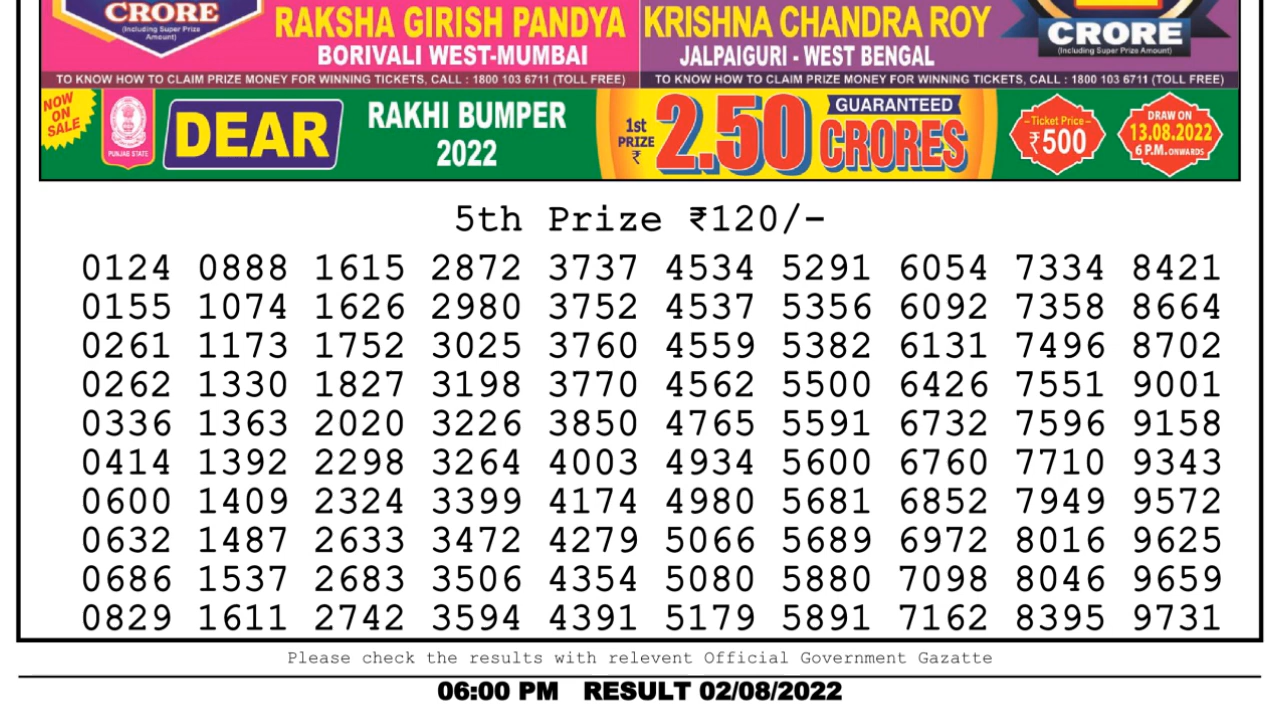 CRORE
(Including Super Prize
Amount)
RAKSHA GIRISH PANDYA
BORIVALI WEST-MUMBAI
KRISHNA CHANDRA ROY
JALPAIGURI - WEST BENGAL
CRORE
(Including Super Prize Amount)
TO KNOW HOW TO CLAIM PRIZE MONEY FOR WINNING TICKETS, CALL : 1800 103 6711 (TOLL FREE)
TO KNOW HOW TO CLAIM PRIZE MONEY FOR WINNING TICKETS, CALL : 1800 103 6711 (TOLL FREE)
NOW
ON
SALE
PUNJAB STATE
DEAR
RAKHI BUMPER
2022
1st
PRIZE
₹
2.50
GUARANTEED
CRORES
Ticket Price
₹500
DRAW ON
13.08.2022
6 P.M. ONWARDS
5th Prize ₹120/-
0124 0888 1615 2872 3737 4534 5291 6054 7334 8421
0155 1074 1626 2980 3752 4537 5356 6092 7358 8664
0261 1173 1752 3025 3760 4559 5382 6131 7496 8702
0262 1330 1827 3198 3770 4562 5500 6426 7551 9001
0336 1363 2020 3226 3850 4765 5591 6732 7596 9158
0414 1392 2298 3264 4003 4934 5600 6760 7710 9343
0600 1409 2324 3399 4174 4980 5681 6852 7949 9572
0632 1487 2633 3472 4279 5066 5689 6972 8016 9625
0686 1537 2683 3506 4354 5080 5880 7098 8046 9659
0829 1611 2742 3594 4391 5179 5891 7162 8395 9731
Please check the results with relevent Official Government Gazatte
06:00 PM RESULT 02/08/2022